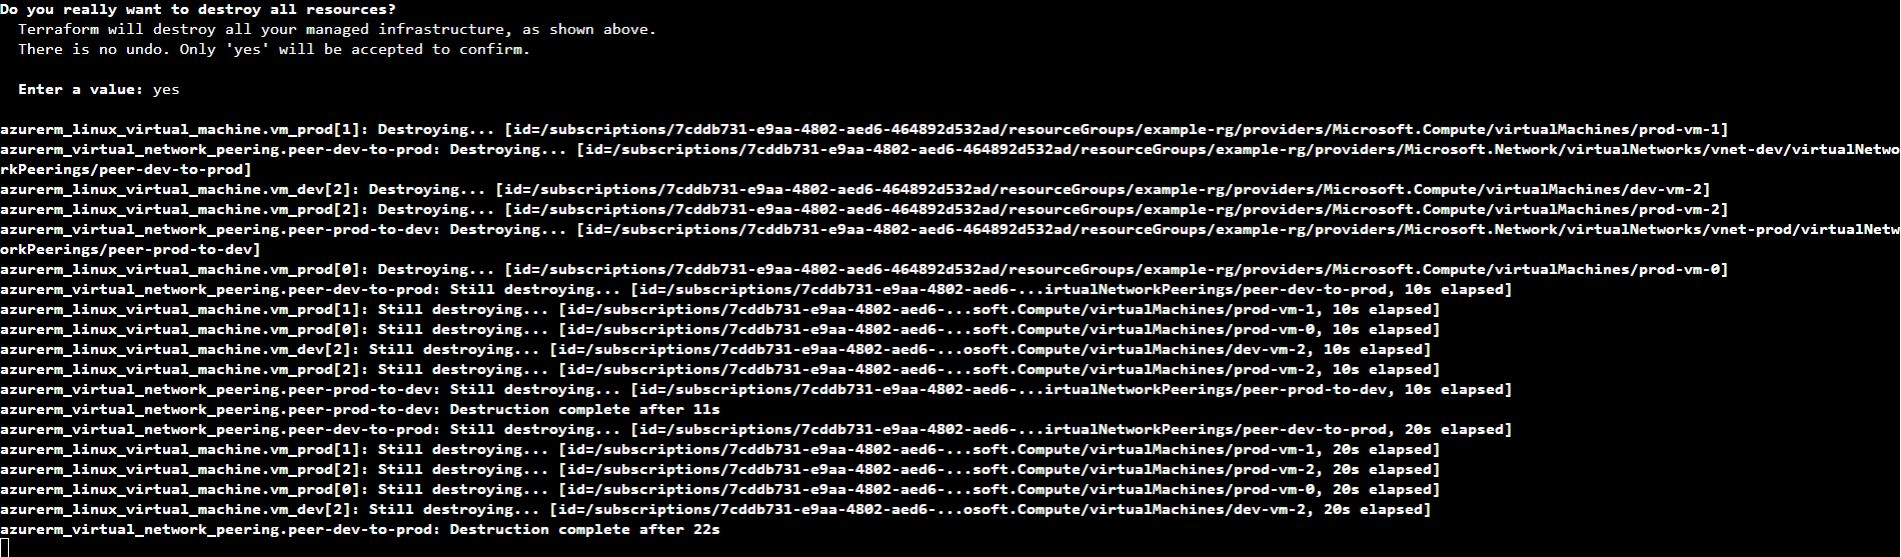 Do you really want to destroy all resources?
  Terraform will destroy all your managed infrastructure, as shown above.
  There is no undo. Only 'yes' will be accepted to confirm.

  Enter a value: yes

azurerm_linux_virtual_machine.vm_prod[1]: Destroying... [id=/subscriptions/7cddb731-e9aa-4802-aed6-464892d532ad/resourceGroups/example-rg/providers/Microsoft.Compute/virtualMachines/prod-vm-1]
azurerm_virtual_network_peering.peer-dev-to-prod: Destroying... [id=/subscriptions/7cddb731-e9aa-4802-aed6-464892d532ad/resourceGroups/example-rg/providers/Microsoft.Network/virtualNetworks/vnet-dev/virtualNetwo
rkPeerings/peer-dev-to-prod]
azurerm_linux_virtual_machine.vm_dev[2]: Destroying... [id=/subscriptions/7cddb731-e9aa-4802-aed6-464892d532ad/resourceGroups/example-rg/providers/Microsoft.Compute/virtualMachines/dev-vm-2]
azurerm_linux_virtual_machine.vm_prod[2]: Destroying... [id=/subscriptions/7cddb731-e9aa-4802-aed6-464892d532ad/resourceGroups/example-rg/providers/Microsoft.Compute/virtualMachines/prod-vm-2]
azurerm_virtual_network_peering.peer-prod-to-dev: Destroying... [id=/subscriptions/7cddb731-e9aa-4802-aed6-464892d532ad/resourceGroups/example-rg/providers/Microsoft.Network/virtualNetworks/vnet-prod/virtualNetw
orkPeerings/peer-prod-to-dev]
azurerm_linux_virtual_machine.vm_prod[0]: Destroying... [id=/subscriptions/7cddb731-e9aa-4802-aed6-464892d532ad/resourceGroups/example-rg/providers/Microsoft.Compute/virtualMachines/prod-vm-0]
azurerm_virtual_network_peering.peer-dev-to-prod: Still destroying... [id=/subscriptions/7cddb731-e9aa-4802-aed6-...irtualNetworkPeerings/peer-dev-to-prod, 10s elapsed]
azurerm_linux_virtual_machine.vm_prod[1]: Still destroying... [id=/subscriptions/7cddb731-e9aa-4802-aed6-...soft.Compute/virtualMachines/prod-vm-1, 10s elapsed]
azurerm_linux_virtual_machine.vm_prod[0]: Still destroying... [id=/subscriptions/7cddb731-e9aa-4802-aed6-...soft.Compute/virtualMachines/prod-vm-0, 10s elapsed]
azurerm_linux_virtual_machine.vm_dev[2]: Still destroying... [id=/subscriptions/7cddb731-e9aa-4802-aed6-...osoft.Compute/virtualMachines/dev-vm-2, 10s elapsed]
azurerm_linux_virtual_machine.vm_prod[2]: Still destroying... [id=/subscriptions/7cddb731-e9aa-4802-aed6-...soft.Compute/virtualMachines/prod-vm-2, 10s elapsed]
azurerm_virtual_network_peering.peer-prod-to-dev: Still destroying... [id=/subscriptions/7cddb731-e9aa-4802-aed6-...irtualNetworkPeerings/peer-prod-to-dev, 10s elapsed]
azurerm_virtual_network_peering.peer-prod-to-dev: Destruction complete after 11s
azurerm_virtual_network_peering.peer-dev-to-prod: Still destroying... [id=/subscriptions/7cddb731-e9aa-4802-aed6-...irtualNetworkPeerings/peer-dev-to-prod, 20s elapsed]
azurerm_linux_virtual_machine.vm_prod[1]: Still destroying... [id=/subscriptions/7cddb731-e9aa-4802-aed6-...soft.Compute/virtualMachines/prod-vm-1, 20s elapsed]
azurerm_linux_virtual_machine.vm_prod[2]: Still destroying... [id=/subscriptions/7cddb731-e9aa-4802-aed6-...soft.Compute/virtualMachines/prod-vm-2, 20s elapsed]
azurerm_linux_virtual_machine.vm_prod[0]: Still destroying... [id=/subscriptions/7cddb731-e9aa-4802-aed6-...soft.Compute/virtualMachines/prod-vm-0, 20s elapsed]
azurerm_linux_virtual_machine.vm_dev[2]: Still destroying... [id=/subscriptions/7cddb731-e9aa-4802-aed6-...osoft.Compute/virtualMachines/dev-vm-2, 20s elapsed]
azurerm_virtual_network_peering.peer-dev-to-prod: Destruction complete after 22s